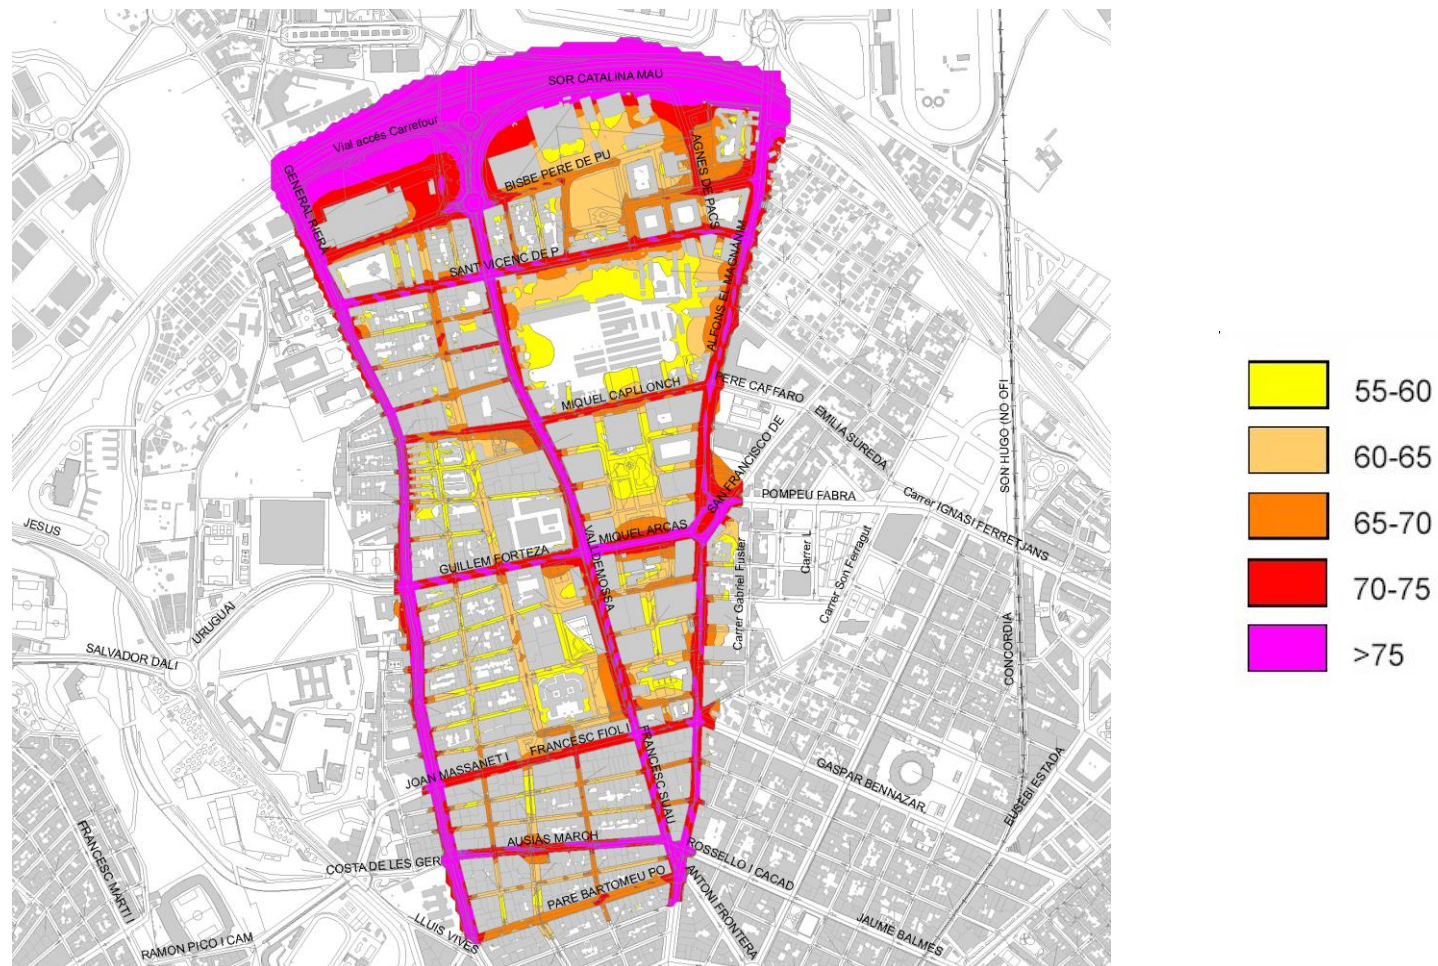 SOR CATALINA MAU
Vial accés Carrefour
GENERAL RIERA
BISBE PERE DE PU
AGNES DE PACS
SANT VICENC DE P
ALFONS EL MAGNANIM
MIQUEL CAPLLONCH
PERE CAFFARO
EMILIA SUREDA
SAN FRANCISCO DE
SON HUGO (NO OFI
POMPEU FABRA
Carrer IGNASI FERRETJANS
JESUS
GUILLEM FORTEZA
MIQUEL ARCAS
VALLDEMOSSA
Carrer Gabriel Fuster
Carrer L
Carrer Son Ferragut
URUGUAI
SALVADOR DALI
CONCORDIA
JOAN MASSANET I
FRANCESC FIOL I
FRANCESC SUAU
GASPAR BENNAZAR
EUSEBI ESTADA
FRANCESC MARTI I
AUSIAS MARCH
COSTA DE LES GER
ROSSELLO I CACAD
PARE BARTOMEU PO
ANTONI FRONTERA
LLUIS VIVES
JAUME BALMES
RAMON PICO I CAM
55-60
60-65
65-70
70-75
>75